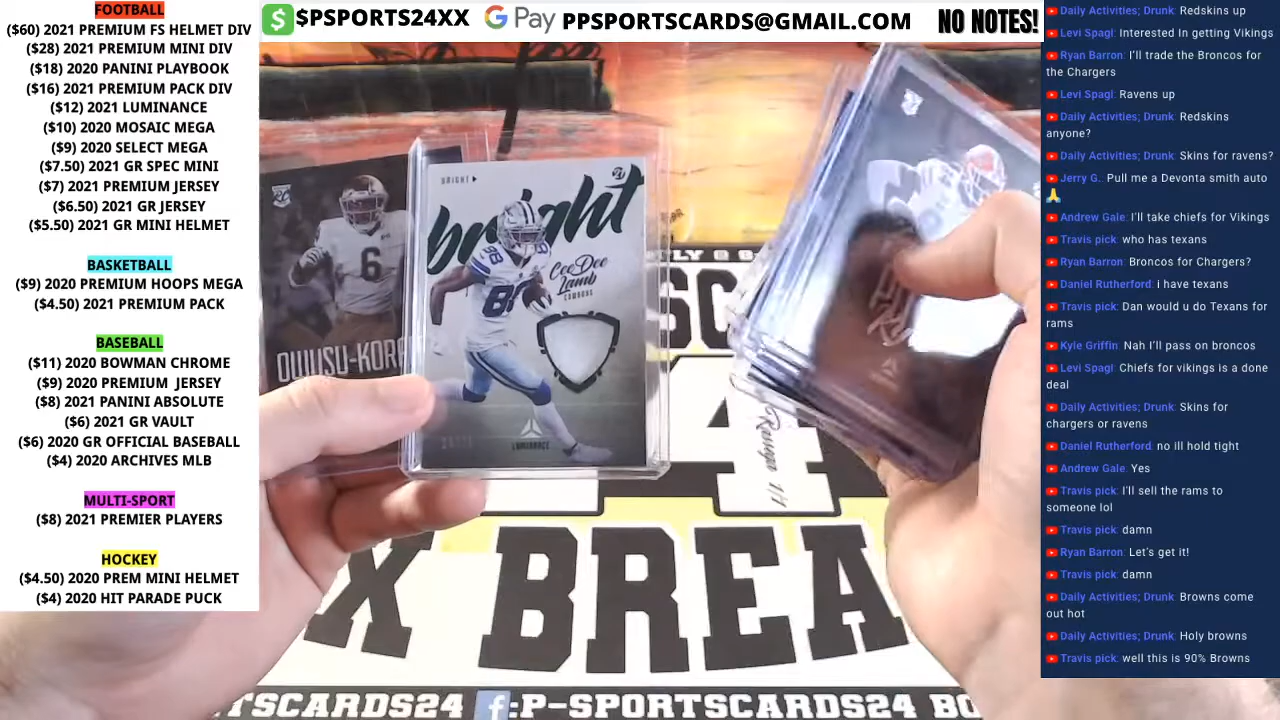 FOOTBALL
($60) 2021 PREMIUM FS HELMET DIV
($28) 2021 PREMIUM MINI DIV
($18) 2020 PANINI PLAYBOOK
($16) 2021 PREMIUM PACK DIV
($12) 2021 LUMINANCE
($10) 2020 MOSAIC MEGA
($9) 2020 SELECT MEGA
($7.50) 2021 GR SPEC MINI
($7) 2021 PREMIUM JERSEY
($6.50) 2021 GR JERSEY
($5.50) 2021 GR MINI HELMET
BASKETBALL
($9) 2020 PREMIUM HOOPS MEGA
($4.50) 2021 PREMIUM PACK
BASEBALL
($11) 2020 BOWMAN CHROME
($9) 2020 PREMIUM JERSEY
($8) 2021 PANINI ABSOLUTE
($6) 2021 GR VAULT
($6) 2020 GR OFFICIAL BASEBALL
($4) 2020 ARCHIVES MLB
MULTI-SPORT
($8) 2021 PREMIER PLAYERS
HOCKEY
($4.50) 2020 PREM MINI HELMET
($4) 2020 HIT PARADE PUCK
$PSPORTS24XX
G Pay PPSPORTSCARDS@GMAIL.COM
NO NOTES!
RC
6
OWUSU-KOR
BRIGHT
bright
88
CeeDee
Lamb
COWBOYS
LUMINANCE
SC
X BREA
TSCARDS24 f:P-SPORTSCARDS24 BO
Daily Activities; Drunk: Redskins up
Levi Spagl: Interested In getting Vikings
Ryan Barron: I'll trade the Broncos for
the Chargers
Levi Spagl: Ravens up
Daily Activities; Drunk: Redskins
anyone?
Daily Activities; Drunk: Skins for ravens?
Jerry G.: Pull me a Devonta smith auto
🙏
Andrew Gale: I'll take chiefs for Vikings
Travis pick: who has texans
Ryan Barron: Broncos for Chargers?
Daniel Rutherford: i have texans
Travis pick: Dan would u do Texans for
rams
Kyle Griffin: Nah I'll pass on broncos
Levi Spagl: Chiefs for vikings is a done
deal
Daily Activities; Drunk: Skins for
chargers or ravens
Daniel Rutherford: no ill hold tight
Andrew Gale: Yes
Travis pick: I'll sell the rams to
someone lol
Travis pick: damn
Ryan Barron: Let's get it!
Travis pick: damn
Daily Activities; Drunk: Browns come
out hot
Daily Activities; Drunk: Holy browns
Travis pick: well this is 90% Browns